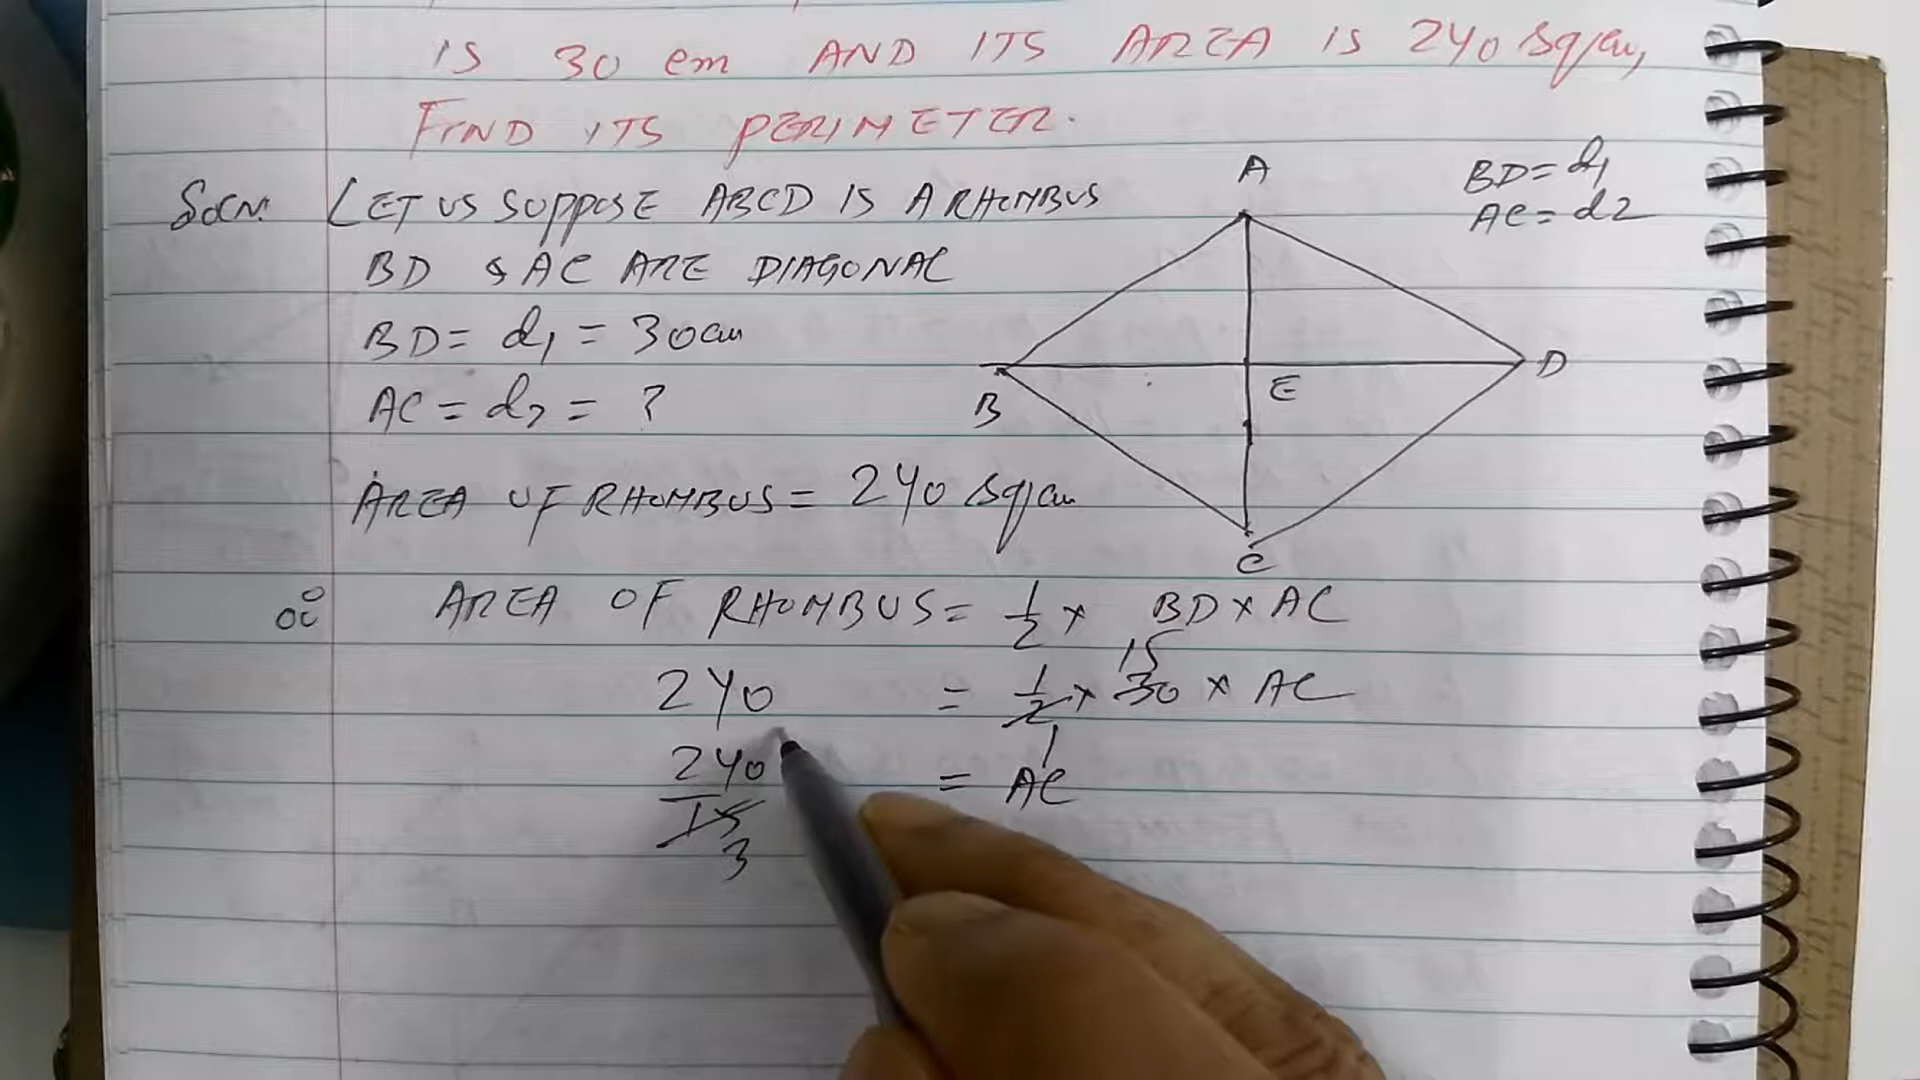 IS 30 cm AND ITS AREA IS 240 sq/cm,
FIND ITS PERIMETER.
SOLN. LET US SUPPOSE ABCD IS A RHOMBUS
BD & AC ARE DIAGONAL
BD = d1 = 30cm
AC = d2 = ?
AREA OF RHOMBUS = 240 sq/cm
BD = d1
AC = d2
A
B
E
D
C
AREA OF RHOMBUS = 1/2 × BD × AC
15
240 = 1/2 × 30 × AC
1
240 = AC
15
3